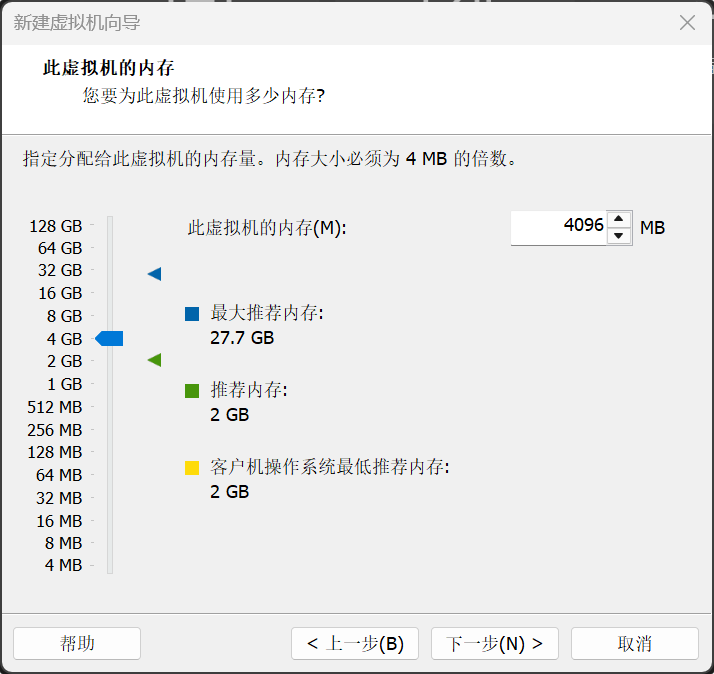 新建虚拟机向导
此虚拟机的内存
您要为此虚拟机使用多少内存?
指定分配给此虚拟机的内存量。内存大小必须为 4 MB 的倍数。
128 GB
64 GB
32 GB
16 GB
8 GB
4 GB
2 GB
1 GB
512 MB
256 MB
128 MB
64 MB
32 MB
16 MB
8 MB
4 MB
此虚拟机的内存(M): 4096 MB
最大推荐内存:
27.7 GB
推荐内存:
2 GB
客户机操作系统最低推荐内存:
2 GB
帮助 < 上一步(B) 下一步(N) > 取消